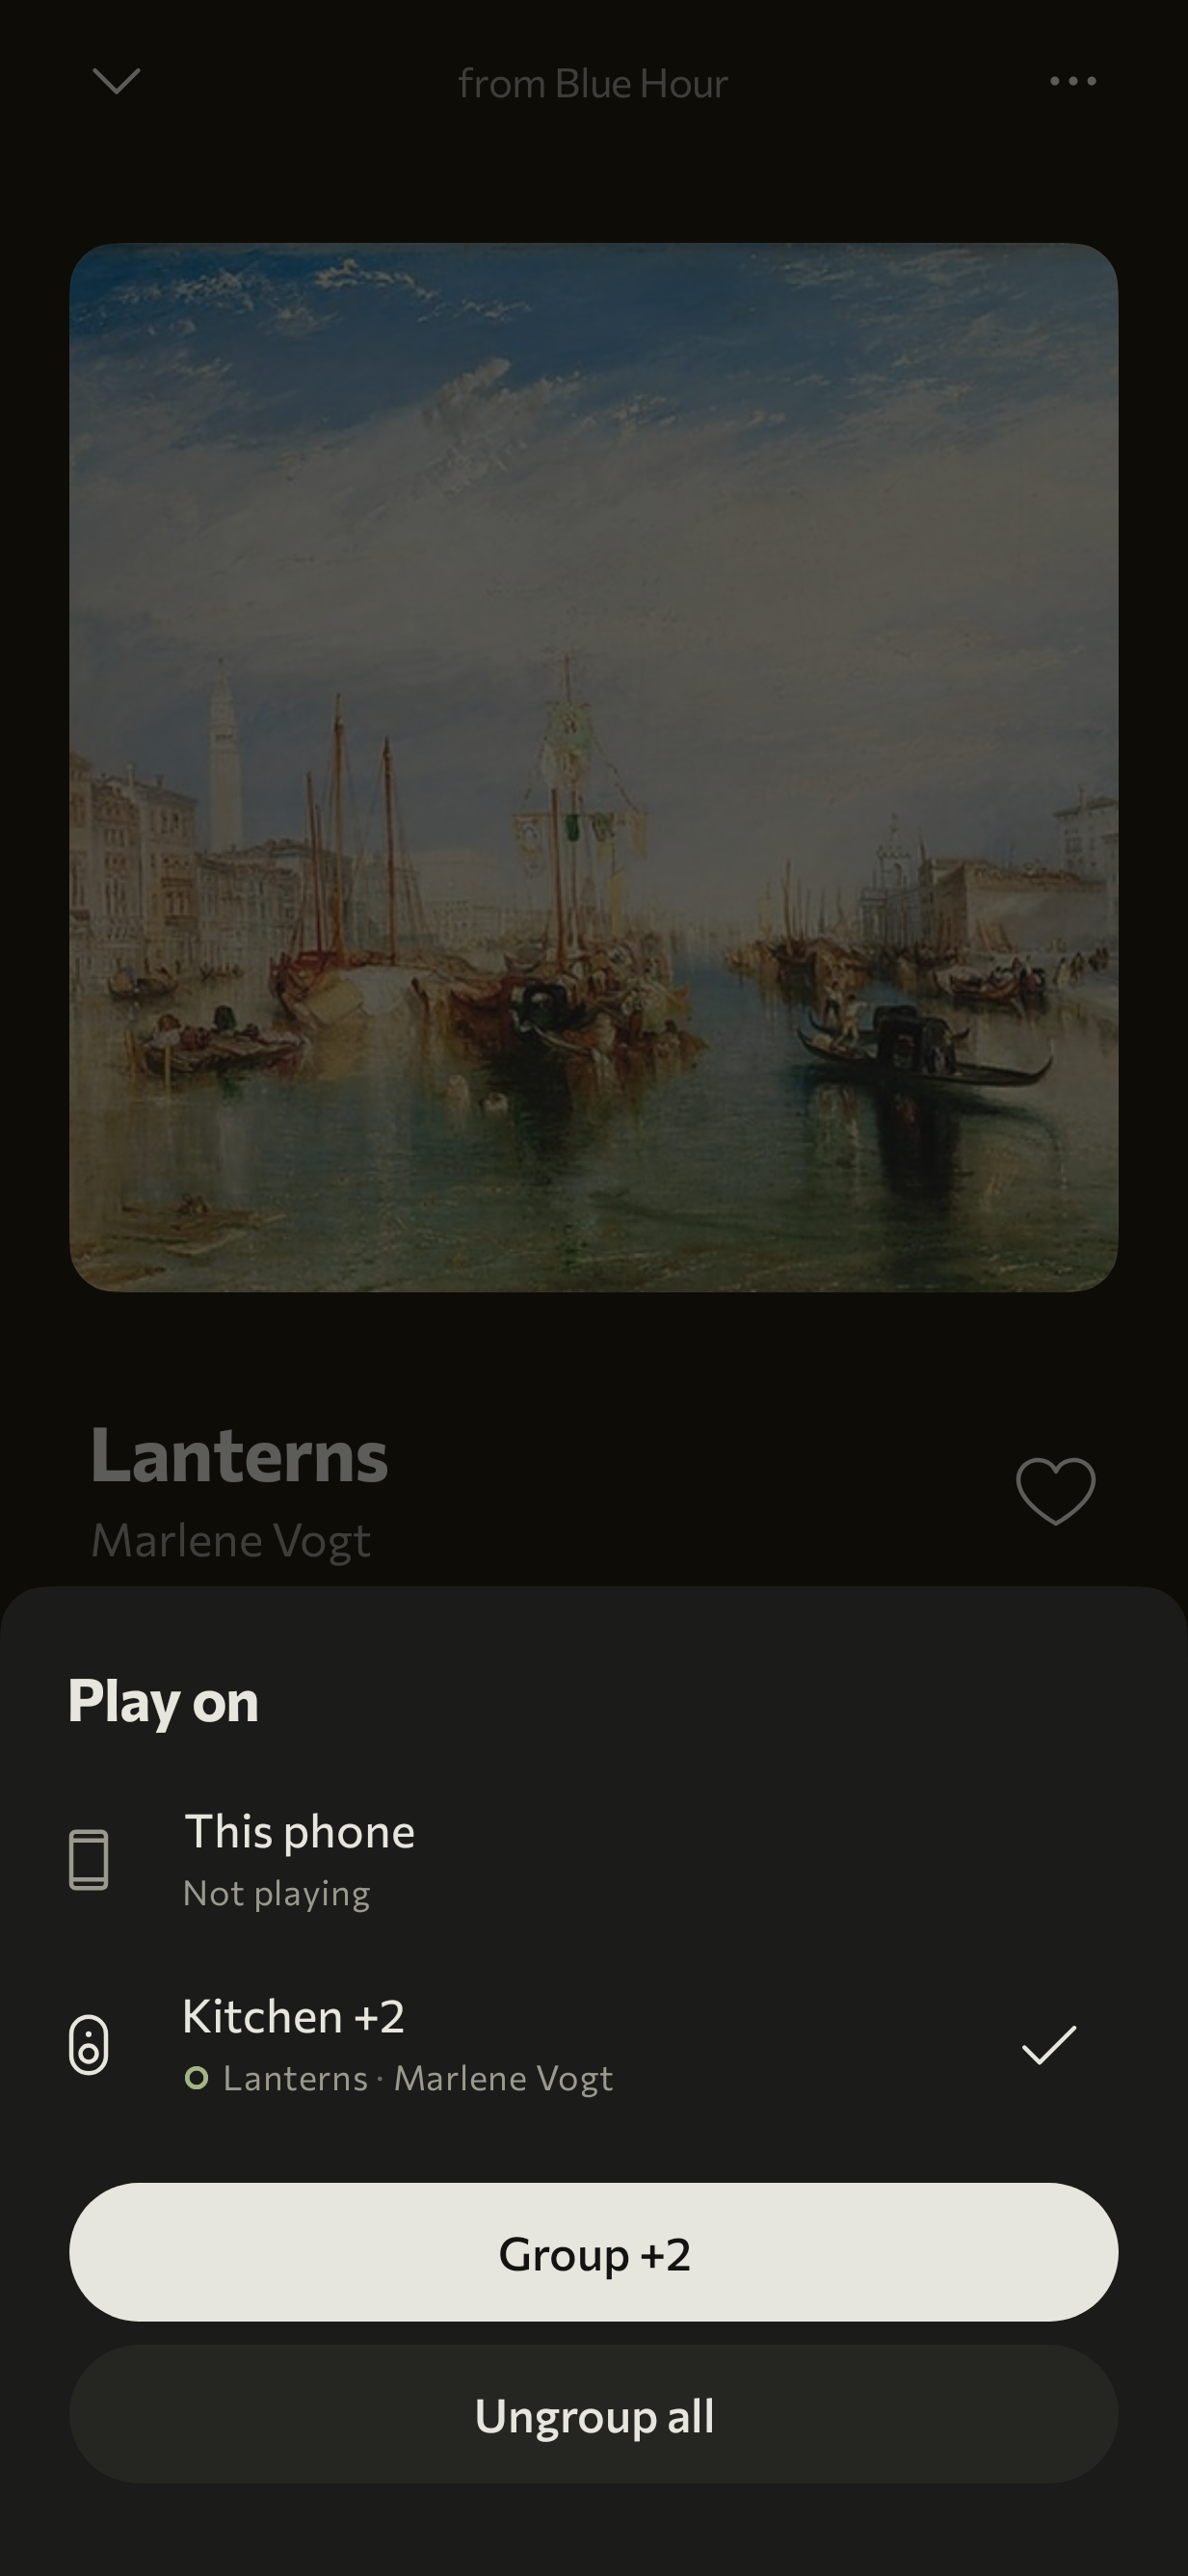 from Blue Hour
Lanterns
Marlene Vogt
Play on
This phone
Not playing
Kitchen +2
Lanterns · Marlene Vogt
Group +2
Ungroup all